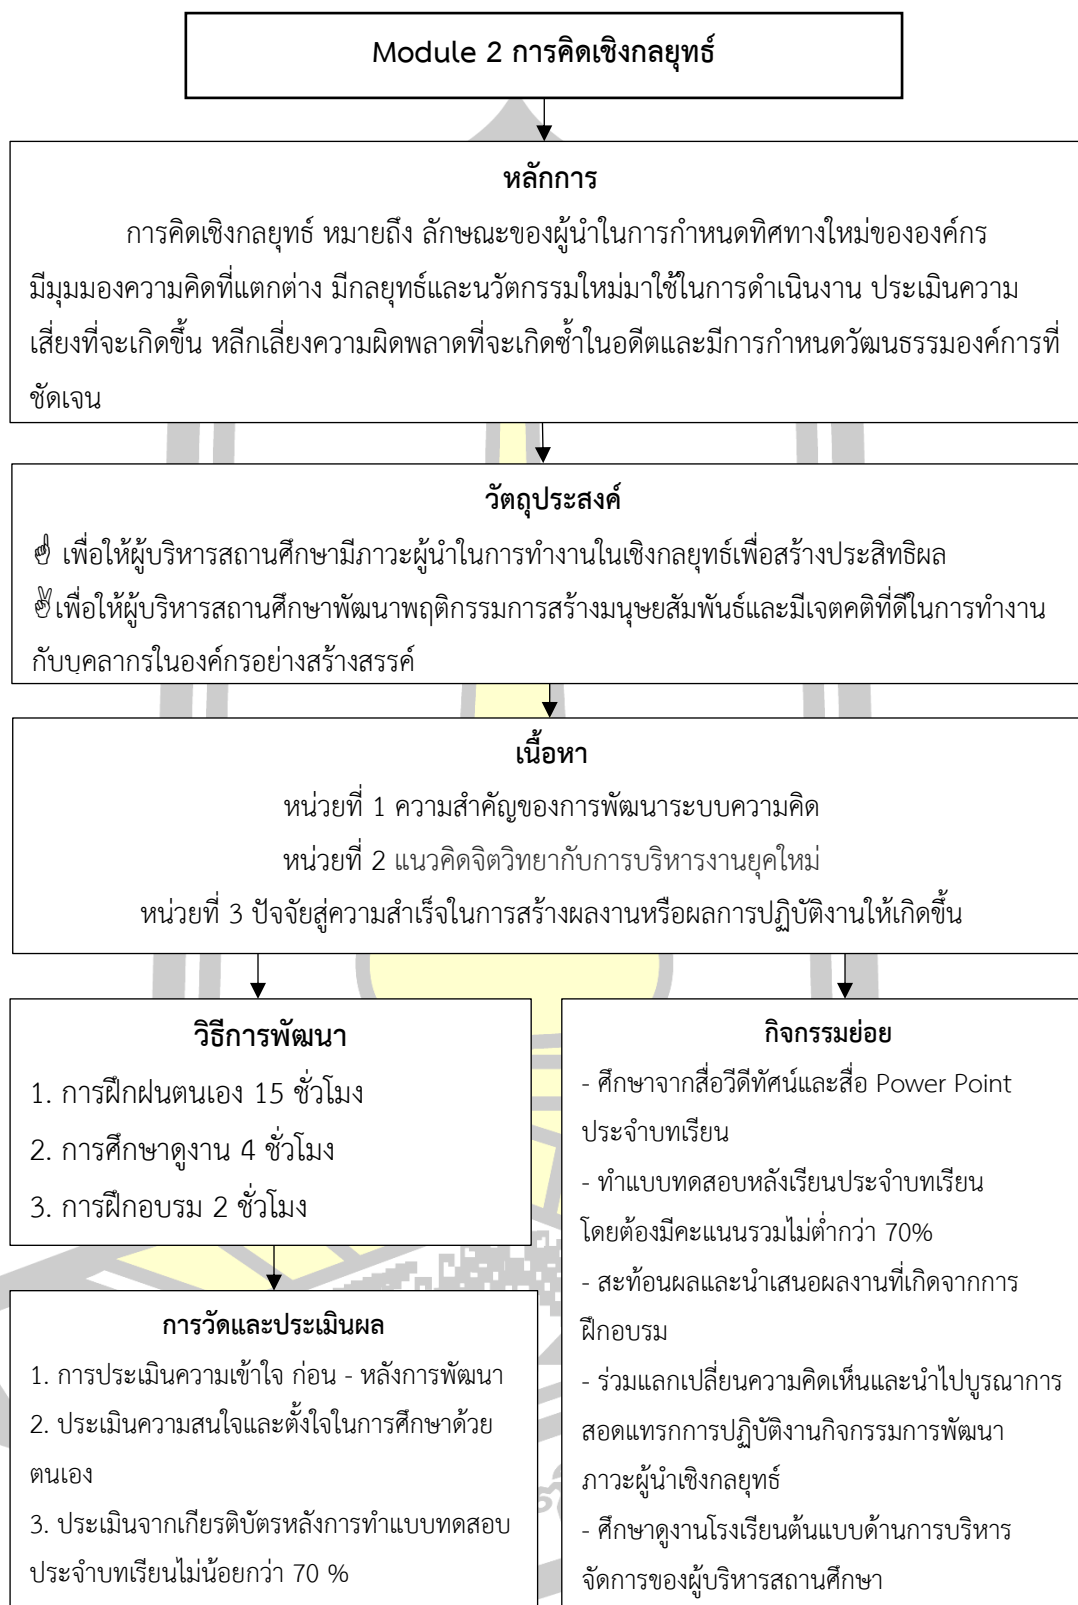 Module 2 การคิดเชิงกลยุทธ์
หลักการ
การคิดเชิงกลยุทธ์ หมายถึง ลักษณะของผู้นำในการกำหนดทิศทางใหม่ขององค์กร
มีมุมมองความคิดที่แตกต่าง มีกลยุทธ์และนวัตกรรมใหม่มาใช้ในการดำเนินงาน ประเมินความ
เสี่ยงที่จะเกิดขึ้น หลีกเลี่ยงความผิดพลาดที่จะเกิดซ้ำในอดีตและมีการกำหนดวัฒนธรรมองค์การที่
ชัดเจน
วัตถุประสงค์
☝ เพื่อให้ผู้บริหารสถานศึกษามีภาวะผู้นำในการทำงานในเชิงกลยุทธ์เพื่อสร้างประสิทธิผล
✌เพื่อให้ผู้บริหารสถานศึกษาพัฒนาพฤติกรรมการสร้างมนุษยสัมพันธ์และมีเจตคติที่ดีในการทำงาน
กับบุคลากรในองค์กรอย่างสร้างสรรค์
เนื้อหา
หน่วยที่ 1 ความสำคัญของการพัฒนาระบบความคิด
หน่วยที่ 2 แนวคิดจิตวิทยากับการบริหารงานยุคใหม่
หน่วยที่ 3 ปัจจัยสู่ความสำเร็จในการสร้างผลงานหรือผลการปฏิบัติงานให้เกิดขึ้น
วิธีการพัฒนา
1. การฝึกฝนตนเอง 15 ชั่วโมง
2. การศึกษาดูงาน 4 ชั่วโมง
3. การฝึกอบรม 2 ชั่วโมง
การวัดและประเมินผล
1. การประเมินความเข้าใจ ก่อน - หลังการพัฒนา
2. ประเมินความสนใจและตั้งใจในการศึกษาด้วย
ตนเอง
3. ประเมินจากเกียรติบัตรหลังการทำแบบทดสอบ
ประจำบทเรียนไม่น้อยกว่า 70 %
กิจกรรมย่อย
- ศึกษาจากสื่อวีดีทัศน์และสื่อ Power Point
ประจำบทเรียน
- ทำแบบทดสอบหลังเรียนประจำบทเรียน
โดยต้องมีคะแนนรวมไม่ต่ำกว่า 70%
- สะท้อนผลและนำเสนอผลงานที่เกิดจากการ
ฝึกอบรม
- ร่วมแลกเปลี่ยนความคิดเห็นและนำไปบูรณาการ
สอดแทรกการปฏิบัติงานกิจกรรมการพัฒนา
ภาวะผู้นำเชิงกลยุทธ์
- ศึกษาดูงานโรงเรียนต้นแบบด้านการบริหาร
จัดการของผู้บริหารสถานศึกษา